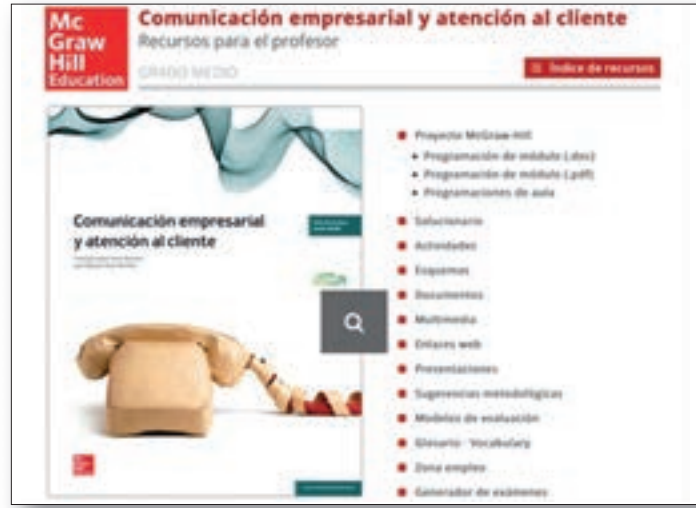 Mc
Graw
Hill
Education
Comunicación empresarial y atención al cliente
Recursos para el profesor
GRADO MEDIO
Índice de recursos
Comunicación empresarial
y atención al cliente
Proyecto McGraw-Hill
Programación de módulo (.doc)
Programación de módulo (.pdf)
Programaciones de aula
Solucionario
Actividades
Esquemas
Documentos
Multimedia
Enlaces web
Presentaciones
Sugerencias metodológicas
Modelos de evaluación
Glosario - Vocabulary
Zona empleo
Generador de exámenes